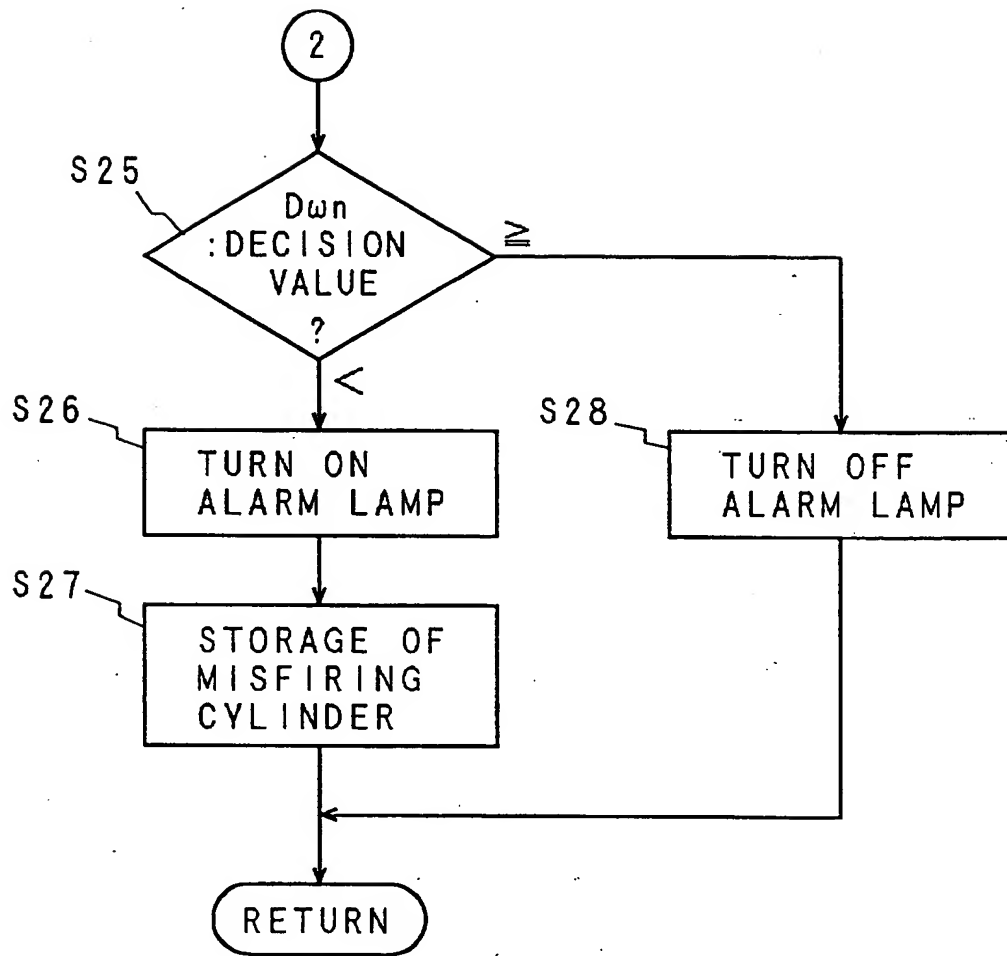 2
S25
Dωn
:DECISION
VALUE
?
≧
<
S26
TURN ON
ALARM LAMP
S28
TURN OFF
ALARM LAMP
S27
STORAGE OF
MISFIRING
CYLINDER
RETURN